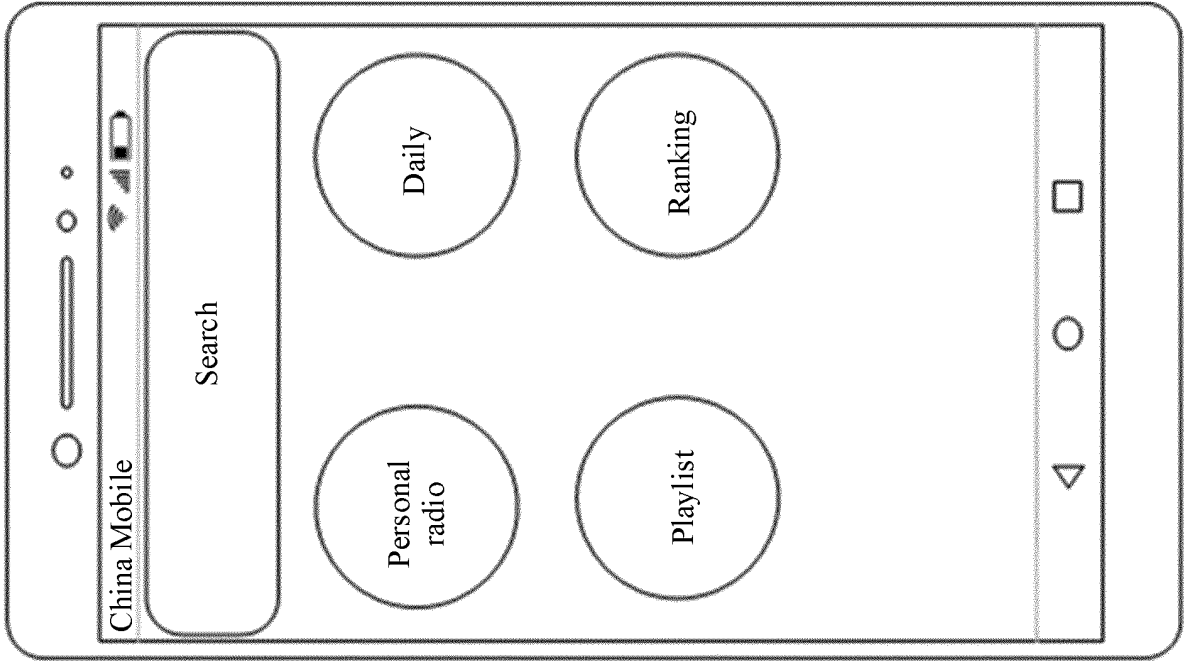 China Mobile
Search
Personal
radio
Daily
Playlist
Ranking